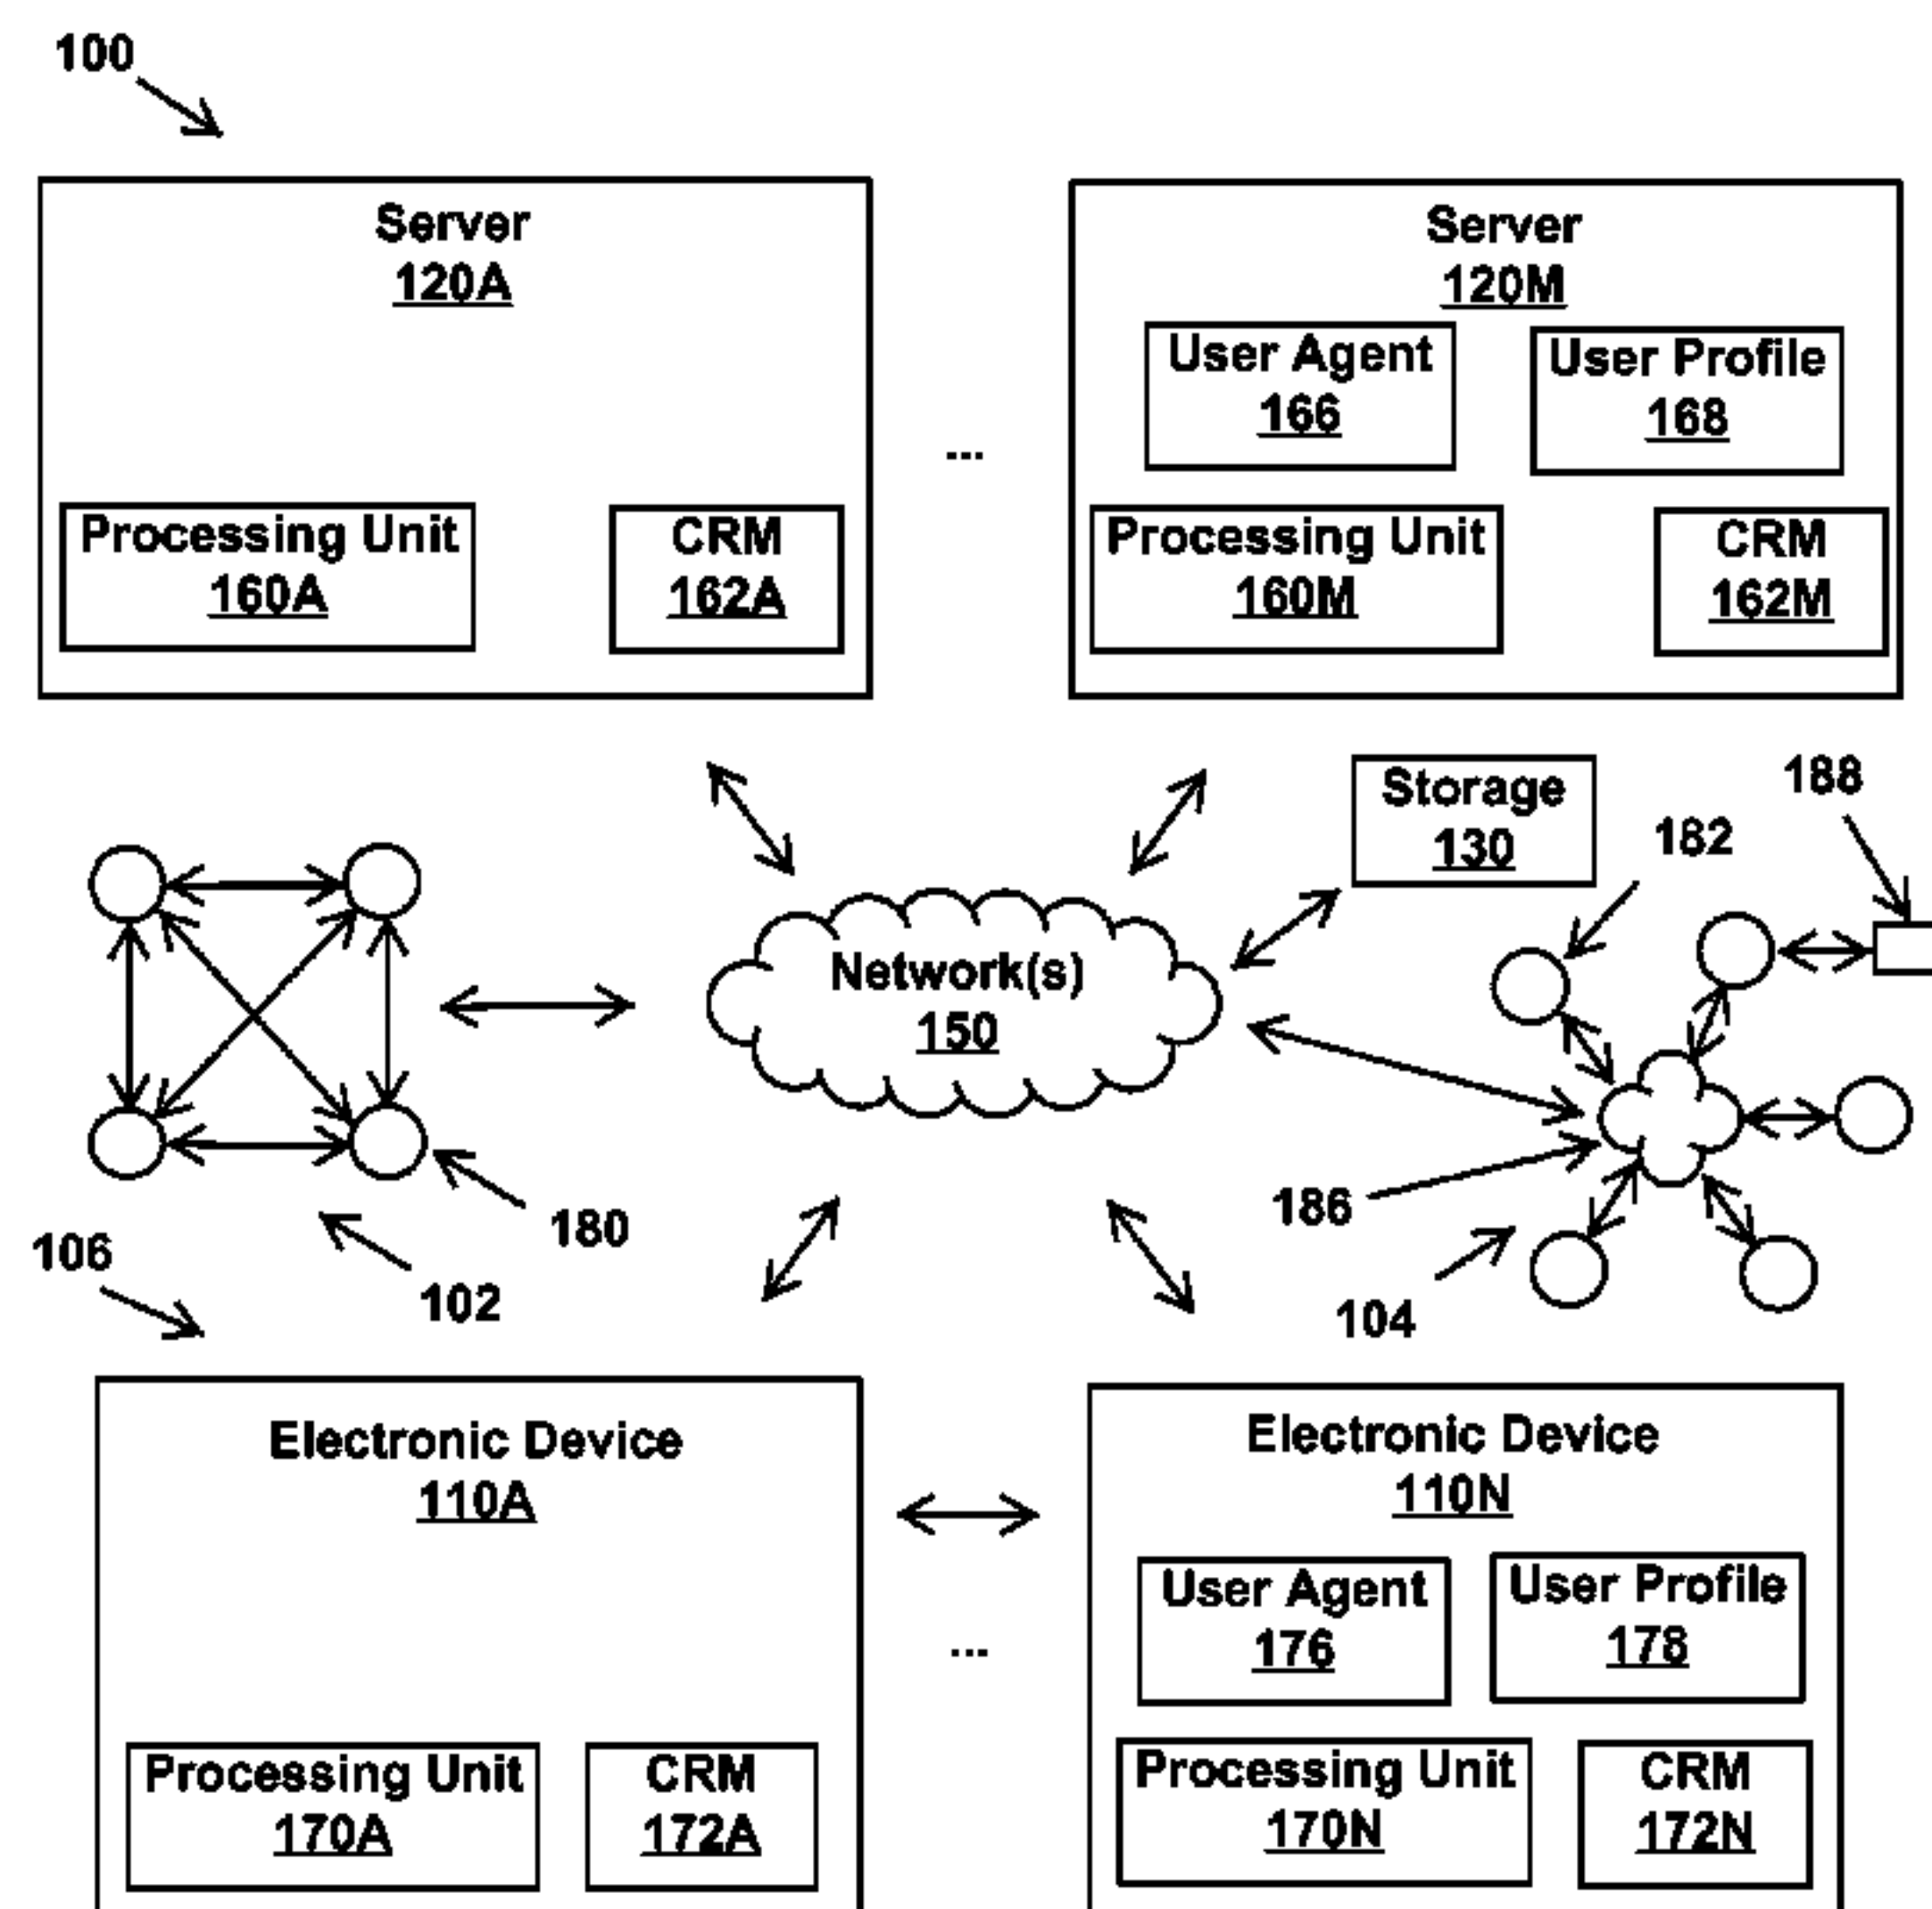 100
Server
120A
Processing Unit
160A
CRM
162A
...
Server
120M
User Agent
166
User Profile
168
Processing Unit
160M
CRM
162M
Storage
130
188
182
Network(s)
150
180
102
106
186
104
Electronic Device
110A
Processing Unit
170A
CRM
172A
...
Electronic Device
110N
User Agent
176
User Profile
178
Processing Unit
170N
CRM
172N